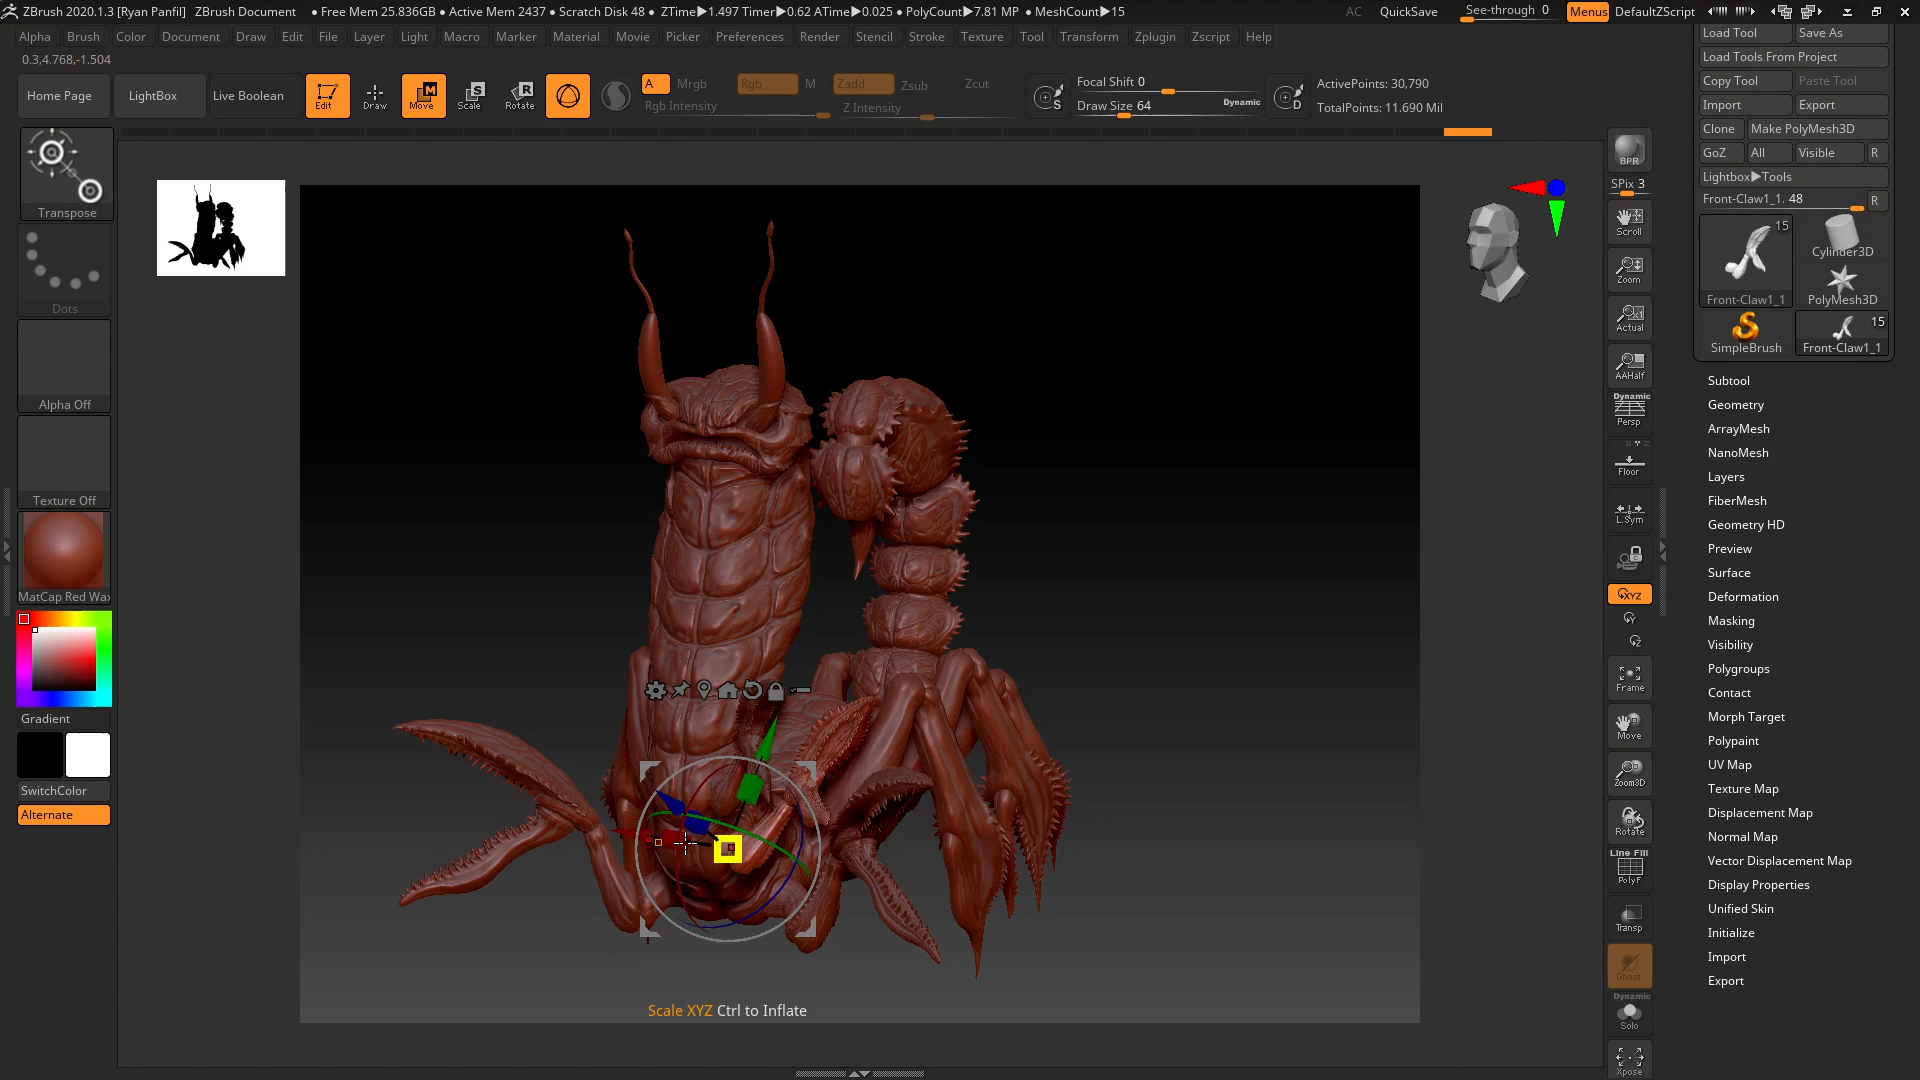 ZBrush 2020.1.3 [Ryan Panfil] ZBrush Document ● Free Mem 25.836GB ● Active Mem 2437 ● Scratch Disk 48 ● ZTime▶1.497 Timer▶0.62 ATime▶0.025 ● PolyCount▶7.81 MP ● MeshCount▶15 AC QuickSave See-through 0 Menus DefaultZScript
Alpha Brush Color Document Draw Edit File Layer Light Macro Marker Material Movie Picker Preferences Render Stencil Stroke Texture Tool Transform Zplugin Zscript Help
0.3,4.768,-1.504
Home Page LightBox Live Boolean Edit Draw Move Scale Rotate A Mrgb Rgb M Zadd Zsub Zcut
Rgb Intensity Z Intensity
Focal Shift 0
Draw Size 64 Dynamic
S D
ActivePoints: 30,790
TotalPoints: 11.690 Mil
Transpose
Dots
Alpha Off
Texture Off
MatCap Red Wax
Gradient
SwitchColor
Alternate
Scale XYZ Ctrl to Inflate
BPR
SPix 3
Scroll
Zoom
Actual
AAHalf
Dynamic
Persp
Floor
L.Sym
XYZ
Y
Z
Frame
Move
Zoom3D
Rotate
Line Fill
PolyF
Transp
Ghost
Dynamic
Solo
Xpose
Load Tool Save As
Load Tools From Project
Copy Tool Paste Tool
Import Export
Clone Make PolyMesh3D
GoZ All Visible R
Lightbox▶Tools
Front-Claw1_1. 48 R
15
Front-Claw1_1
Cylinder3D
PolyMesh3D
SimpleBrush
15
Front-Claw1_1
Subtool
Geometry
ArrayMesh
NanoMesh
Layers
FiberMesh
Geometry HD
Preview
Surface
Deformation
Masking
Visibility
Polygroups
Contact
Morph Target
Polypaint
UV Map
Texture Map
Displacement Map
Normal Map
Vector Displacement Map
Display Properties
Unified Skin
Initialize
Import
Export